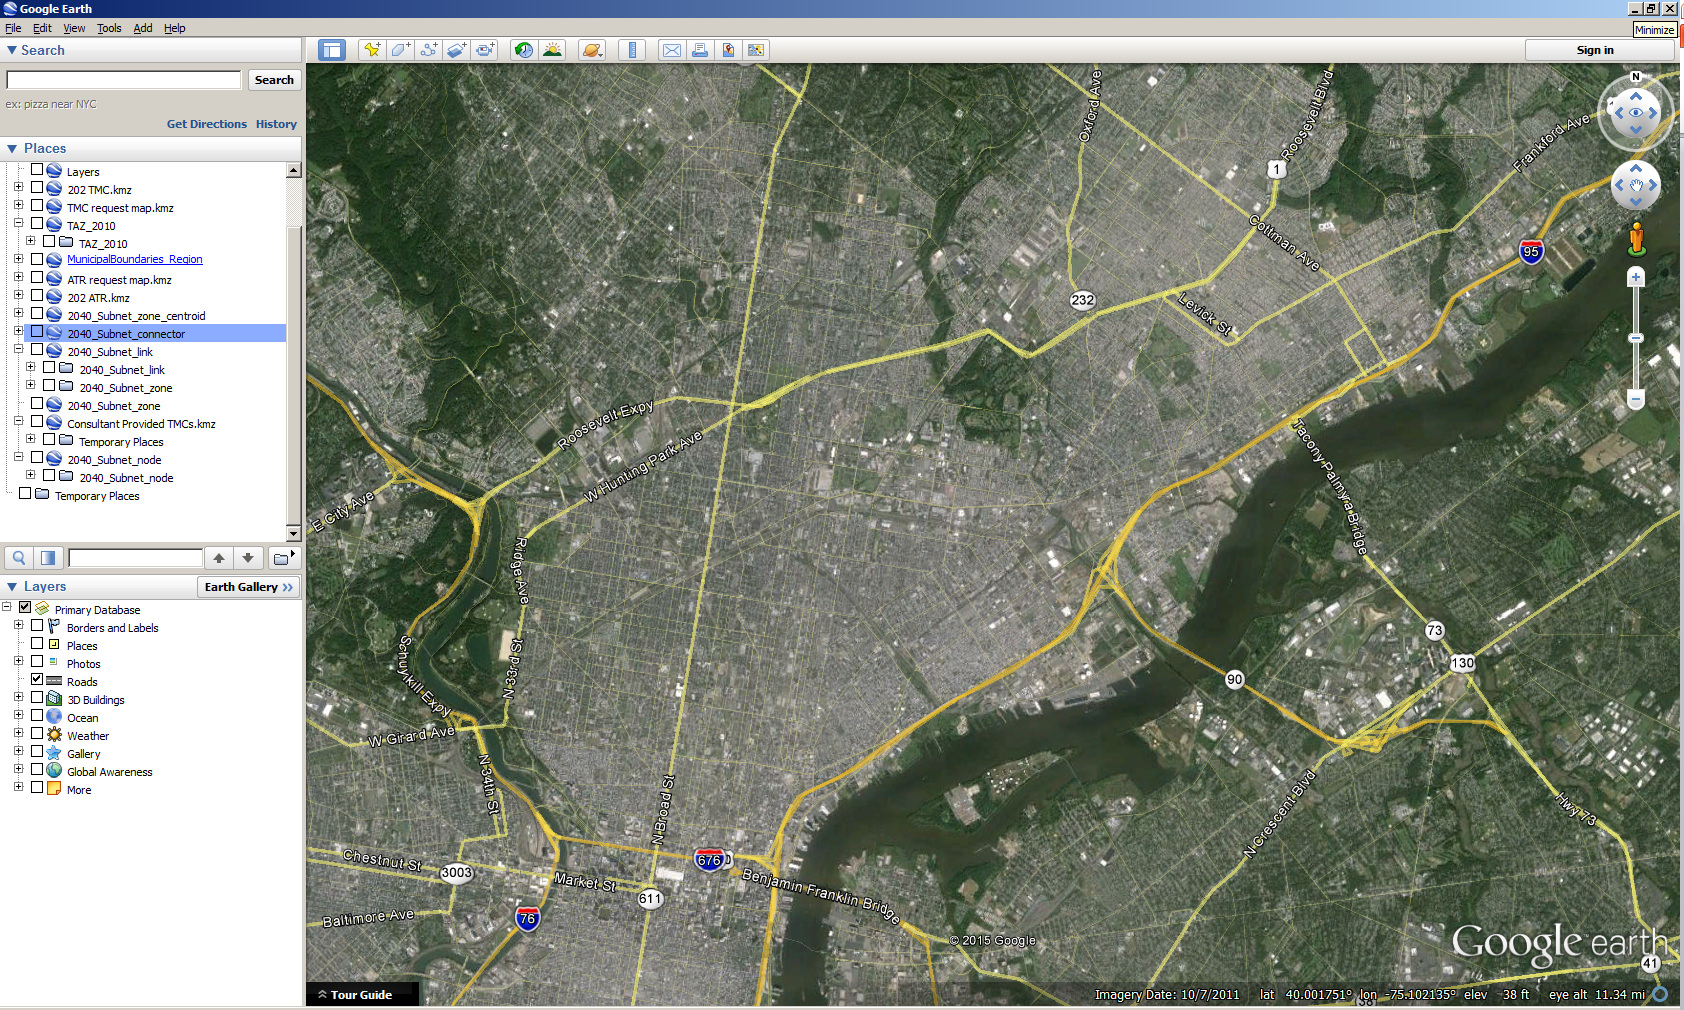 Google Earth
File Edit View Tools Add Help
Minimize
Search
Sign in
Search
ex: pizza near NYC
Get Directions History
Places
Layers
202 TMC.kmz
TMC request map.kmz
TAZ_2010
TAZ_2010
MunicipalBoundaries_Region
ATR request map.kmz
202 ATR.kmz
2040_Subnet_zone_centroid
2040_Subnet_connector
2040_Subnet_link
2040_Subnet_link
2040_Subnet_zone
2040_Subnet_zone
Consultant Provided TMCs.kmz
Temporary Places
2040_Subnet_node
2040_Subnet_node
Temporary Places
Layers
Earth Gallery »
Primary Database
Borders and Labels
Places
Photos
Roads
3D Buildings
Ocean
Weather
Gallery
Global Awareness
More
N
Oxford Ave
Roosevelt Blvd
Frankford Ave
1
Cottman Ave
95
232
Levick St
Roosevelt Expy
W Hunting Park Ave
Tacony Palmyra Bridge
E City Ave
Ridge Ave
Schuylkill Expy
N 33rd St
73
130
90
W Girard Ave
N 34th St
N Broad St
N Crescent Blvd
Hwy 73
Chestnut St
3003
Market St
676
611
Benjamin Franklin Bridge
Baltimore Ave
76
© 2015 Google
Google earth
41
Tour Guide
Imagery Date: 10/7/2011 lat 40.001751° lon -75.102135° elev 38 ft eye alt 11.34 mi